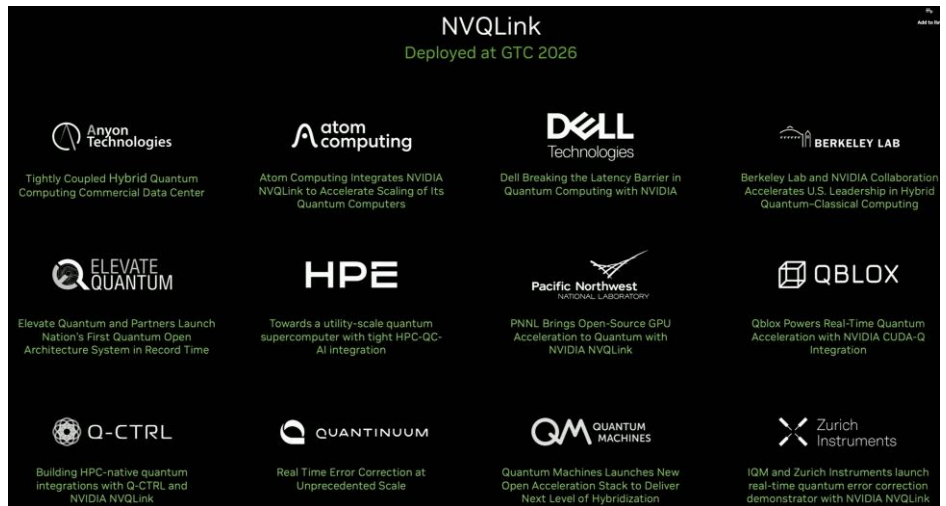 NVQLink
Deployed at GTC 2026
Anyon
Technologies
Tightly Coupled Hybrid Quantum
Computing Commercial Data Center
atom
computing
Atom Computing Integrates NVIDIA
NVQLink to Accelerate Scaling of Its
Quantum Computers
DELL
Technologies
Dell Breaking the Latency Barrier in
Quantum Computing with NVIDIA
BERKELEY LAB
Berkeley Lab and NVIDIA Collaboration
Accelerates U.S. Leadership in Hybrid
Quantum–Classical Computing
ELEVATE
QUANTUM
Elevate Quantum and Partners Launch
Nation's First Quantum Open
Architecture System in Record Time
HPE
Towards a utility-scale quantum
supercomputer with tight HPC-QC-
AI integration
Pacific Northwest
NATIONAL LABORATORY
PNNL Brings Open-Source GPU
Acceleration to Quantum with
NVIDIA NVQLink
QBLOX
Qblox Powers Real-Time Quantum
Acceleration with NVIDIA CUDA-Q
Integration
Q-CTRL
Building HPC-native quantum
integrations with Q-CTRL and
NVIDIA NVQLink
QUANTINUUM
Real Time Error Correction at
Unprecedented Scale
QM QUANTUM
MACHINES
Quantum Machines Launches New
Open Acceleration Stack to Deliver
Next Level of Hybridization
Zurich
Instruments
IQM and Zurich Instruments launch
real-time quantum error correction
demonstrator with NVIDIA NVQLink
Add to